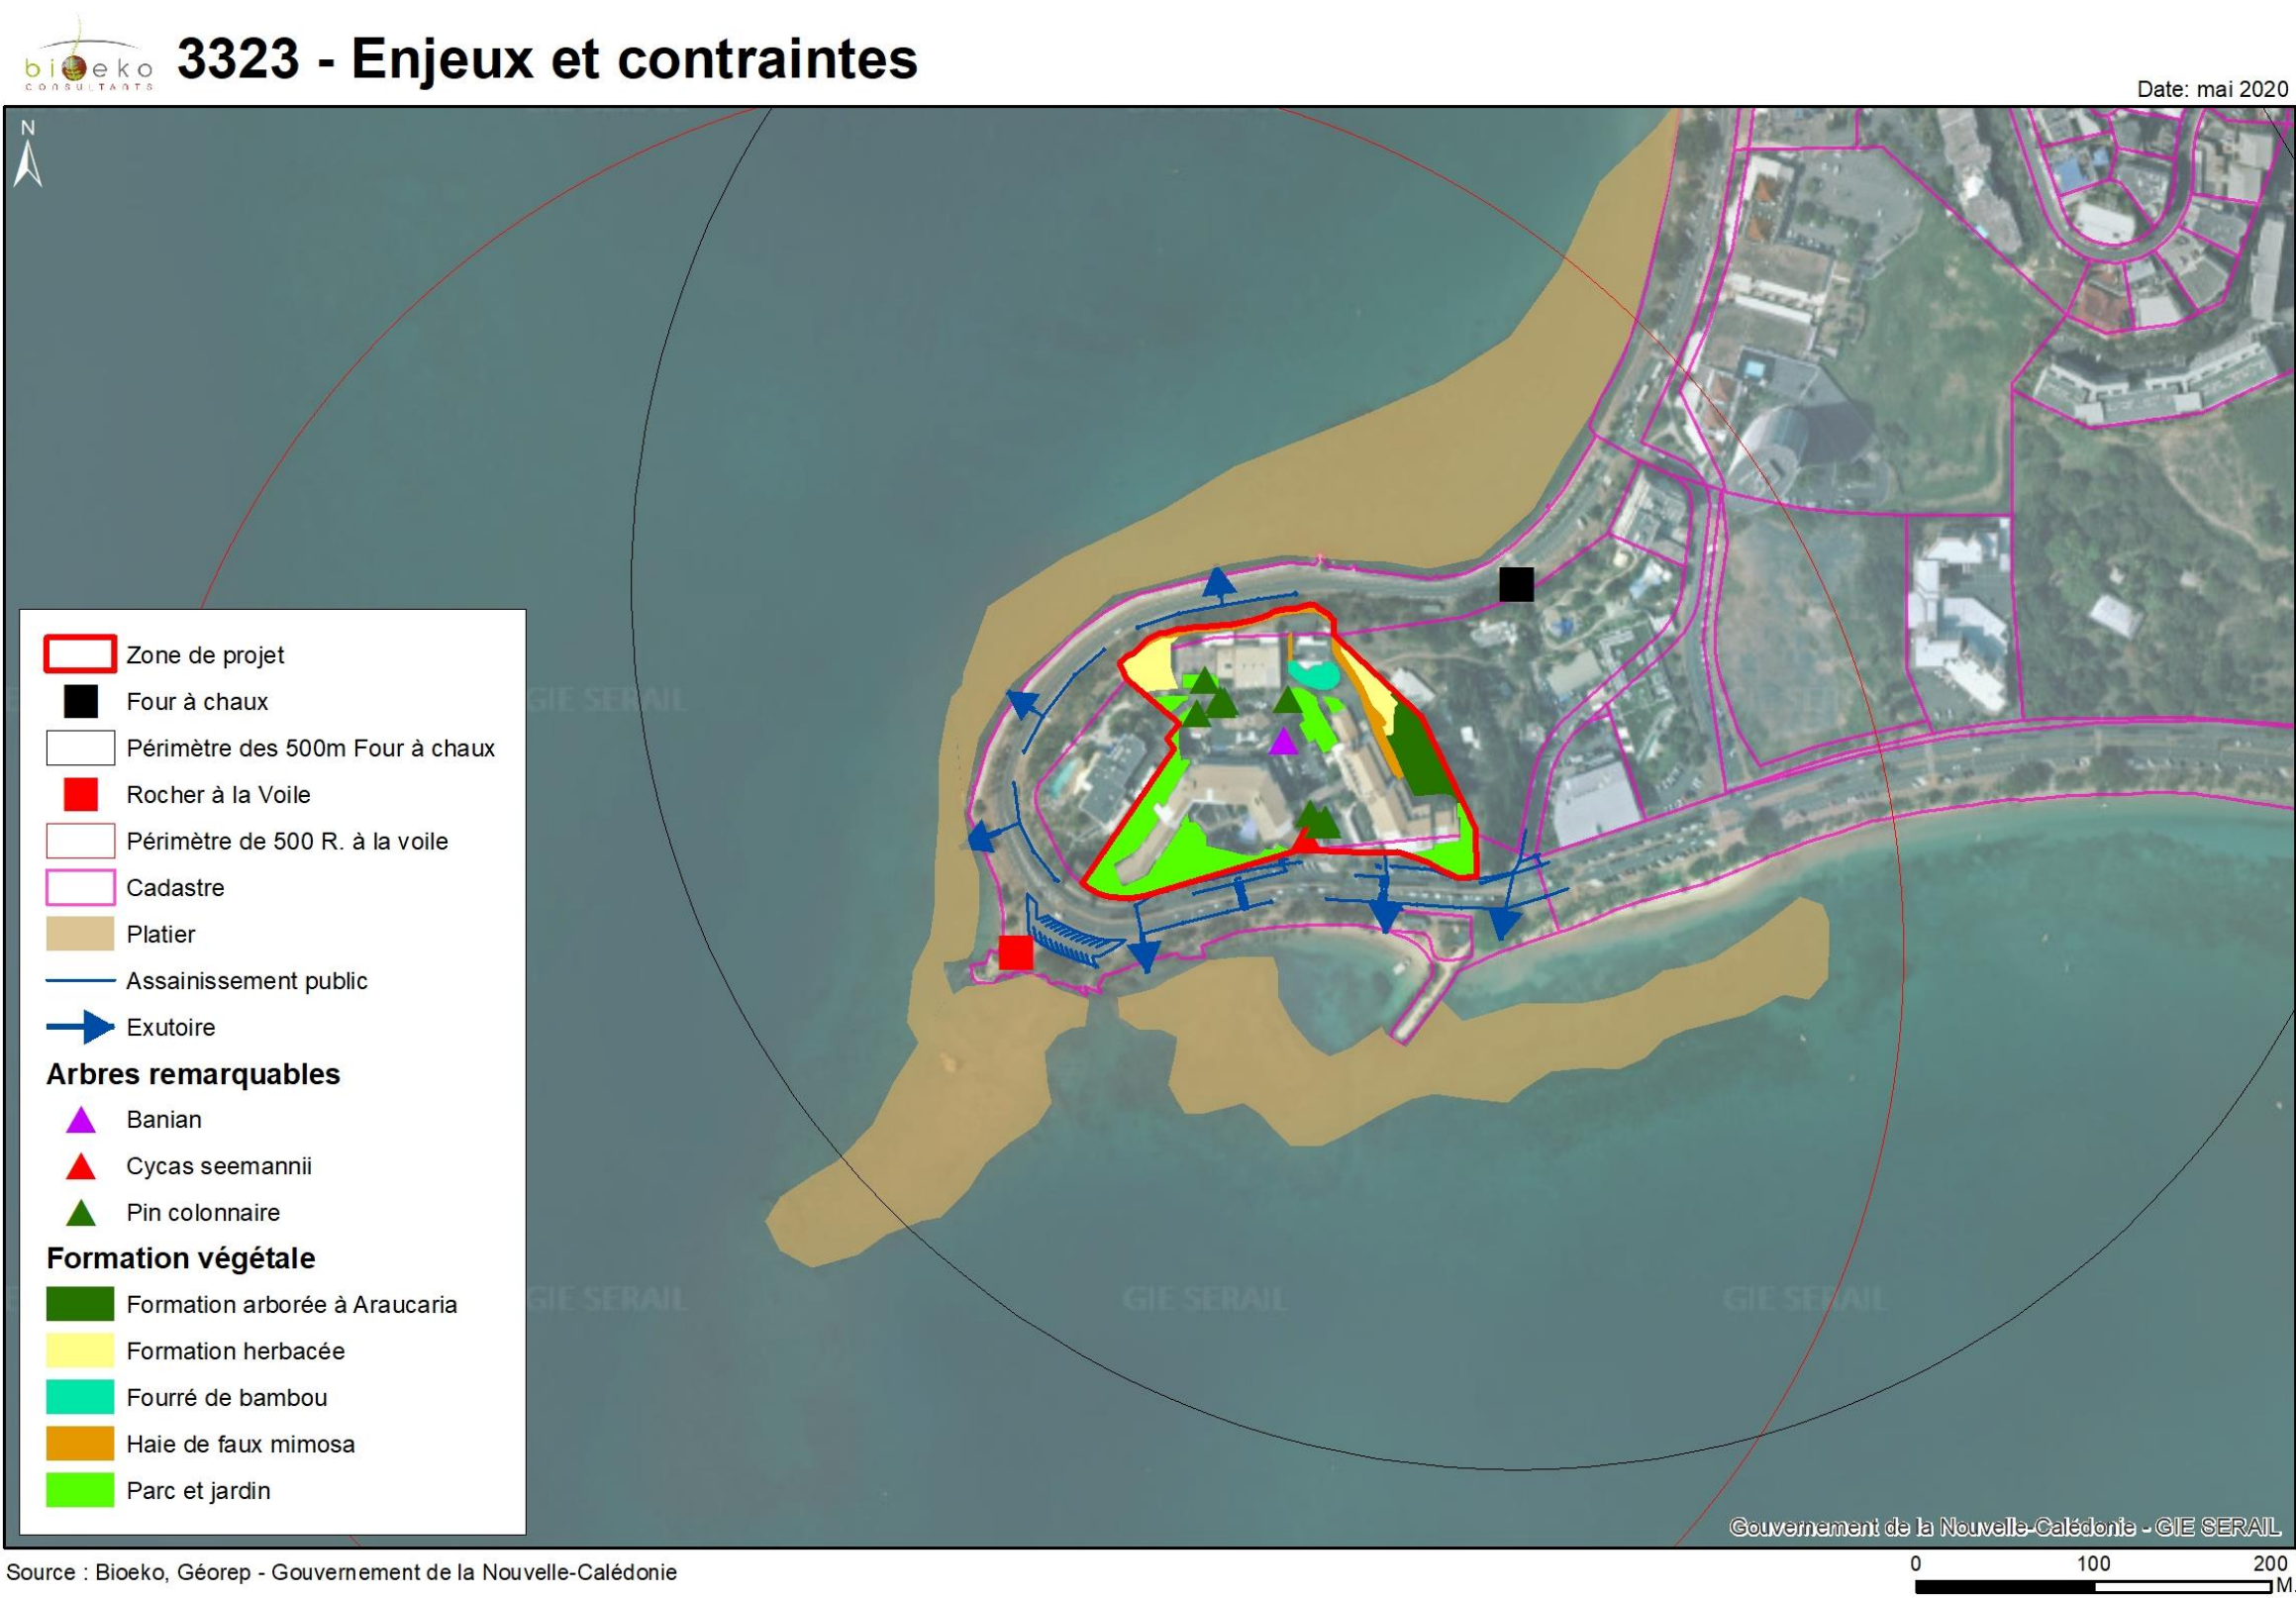 bioeko
CONSULTANTS
3323 - Enjeux et contraintes
Date: mai 2020
N
GIE SERAIL
Zone de projet
Four à chaux
Périmètre des 500m Four à chaux
Rocher à la Voile
Périmètre de 500 R. à la voile
Cadastre
Platier
Assainissement public
Exutoire
Arbres remarquables
Banian
Cycas seemannii
Pin colonnaire
Formation végétale
Formation arborée à Araucaria
Formation herbacée
Fourré de bambou
Haie de faux mimosa
Parc et jardin
GIE SERAIL
GIE SERAIL
GIE SERAIL
Gouvernement de la Nouvelle-Calédonie - GIE SERAIL
Source : Bioeko, Géorep - Gouvernement de la Nouvelle-Calédonie
0 100 200
M.